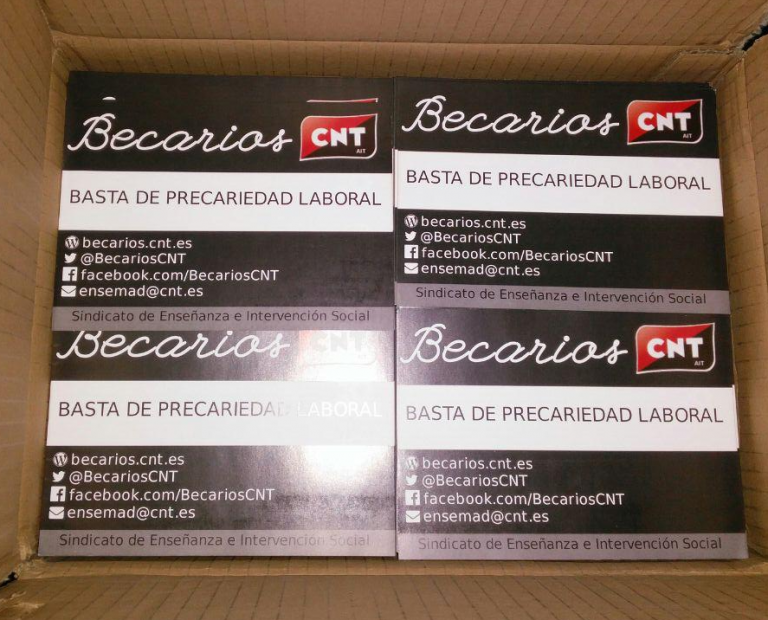 Becarios CNT
AIT
BASTA DE PRECARIEDAD LABORAL
becarios.cnt.es
@BecariosCNT
facebook.com/BecariosCNT
ensemad@cnt.es
Sindicato de Enseñanza e Intervención Social
Becarios CNT
AIT
BASTA DE PRECARIEDAD LABORAL
becarios.cnt.es
@BecariosCNT
facebook.com/BecariosCNT
ensemad@cnt.es
Sindicato de Enseñanza e Intervención Social
Becarios CNT
BASTA DE PRECARIEDAD LABORAL
becarios.cnt.es
@BecariosCNT
facebook.com/BecariosCNT
ensemad@cnt.es
Sindicato de Enseñanza e Intervención Social
Becarios CNT
AIT
BASTA DE PRECARIEDAD LABORAL
becarios.cnt.es
@BecariosCNT
facebook.com/BecariosCNT
ensemad@cnt.es
Sindicato de Enseñanza e Intervención Social